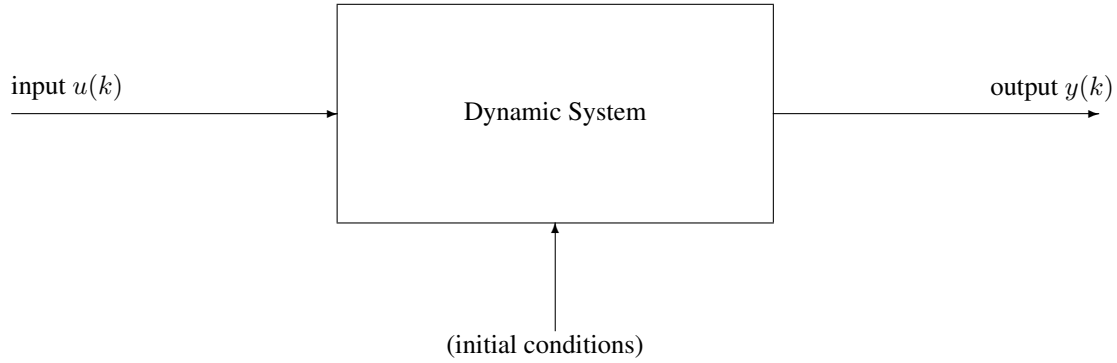 input u(k)
output y(k)
Dynamic System
(initial conditions)